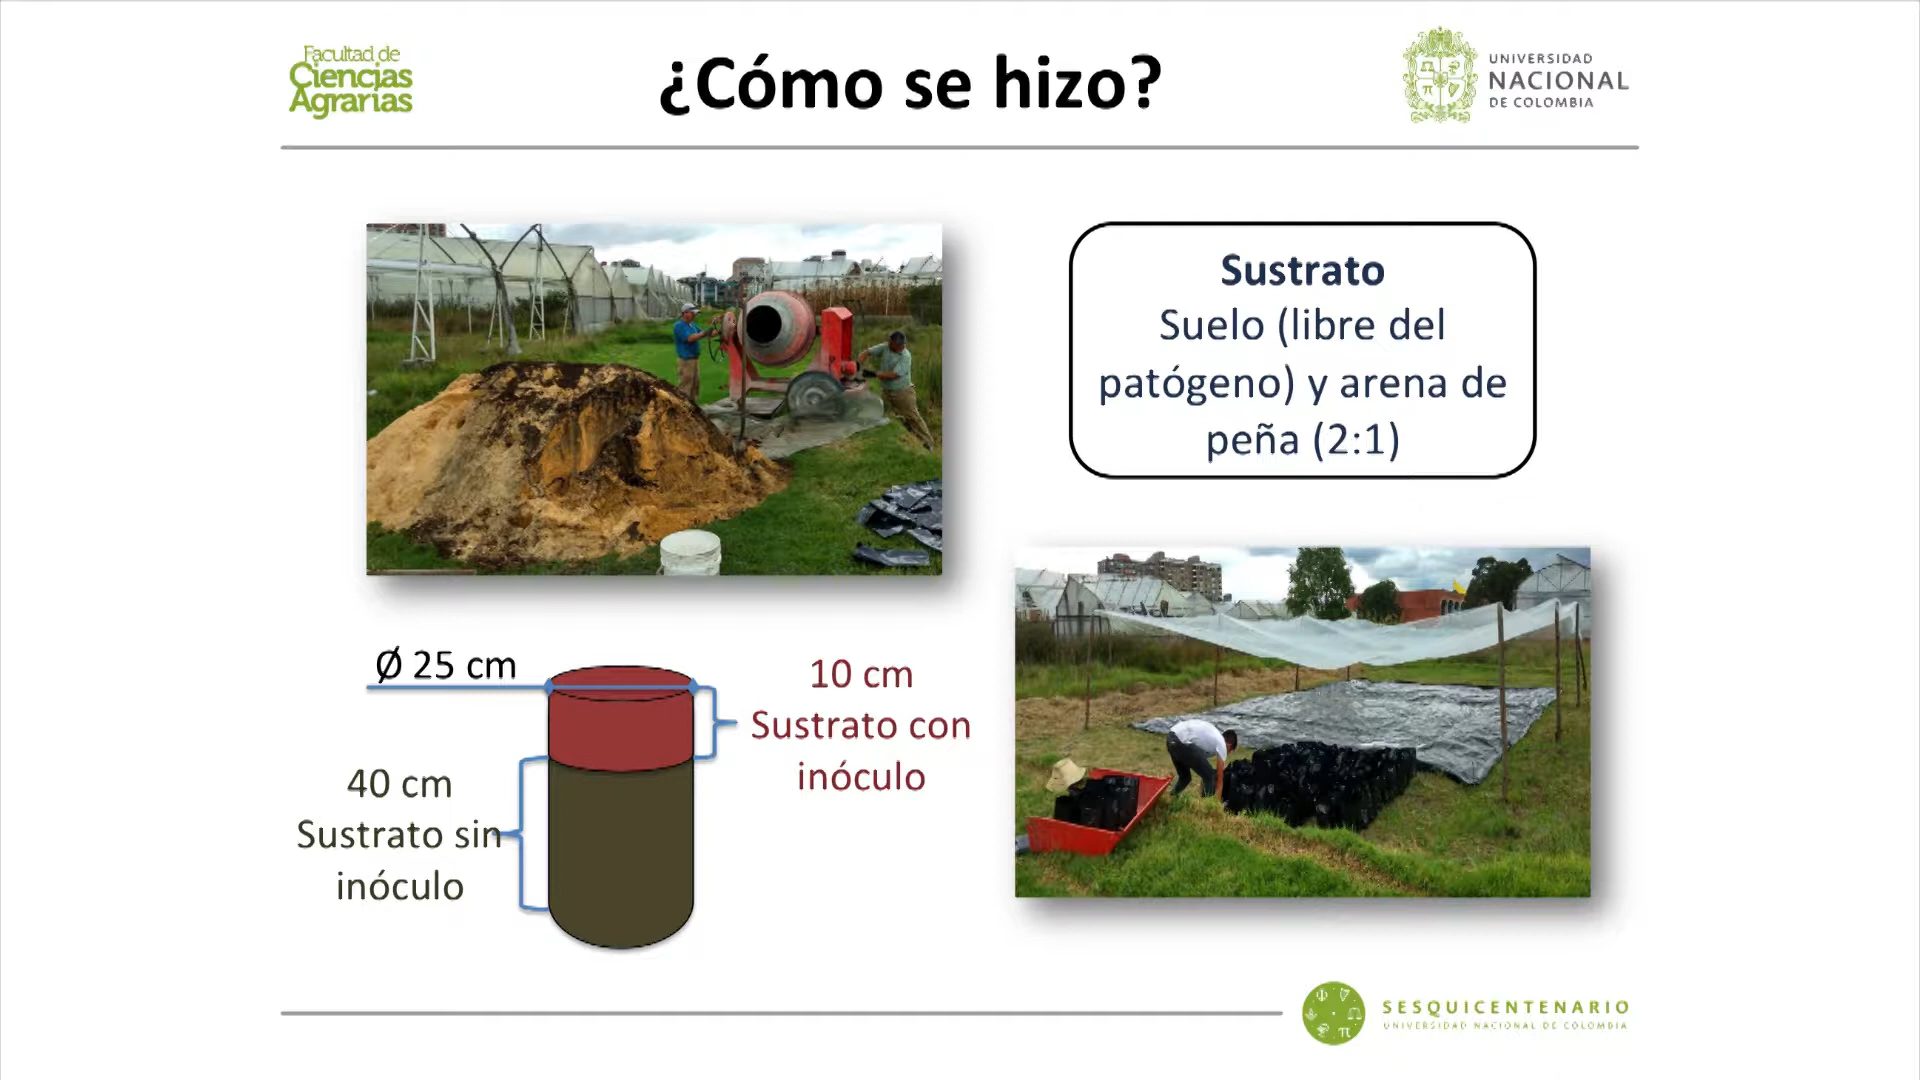 Facultad de
Ciencias
Agrarias
¿Cómo se hizo?
UNIVERSIDAD
NACIONAL
DE COLOMBIA
Sustrato
Suelo (libre del
patógeno) y arena de
peña (2:1)
Ø 25 cm
10 cm
Sustrato con
inóculo
40 cm
Sustrato sin
inóculo
SESQUICENTENARIO
UNIVERSIDAD NACIONAL DE COLOMBIA